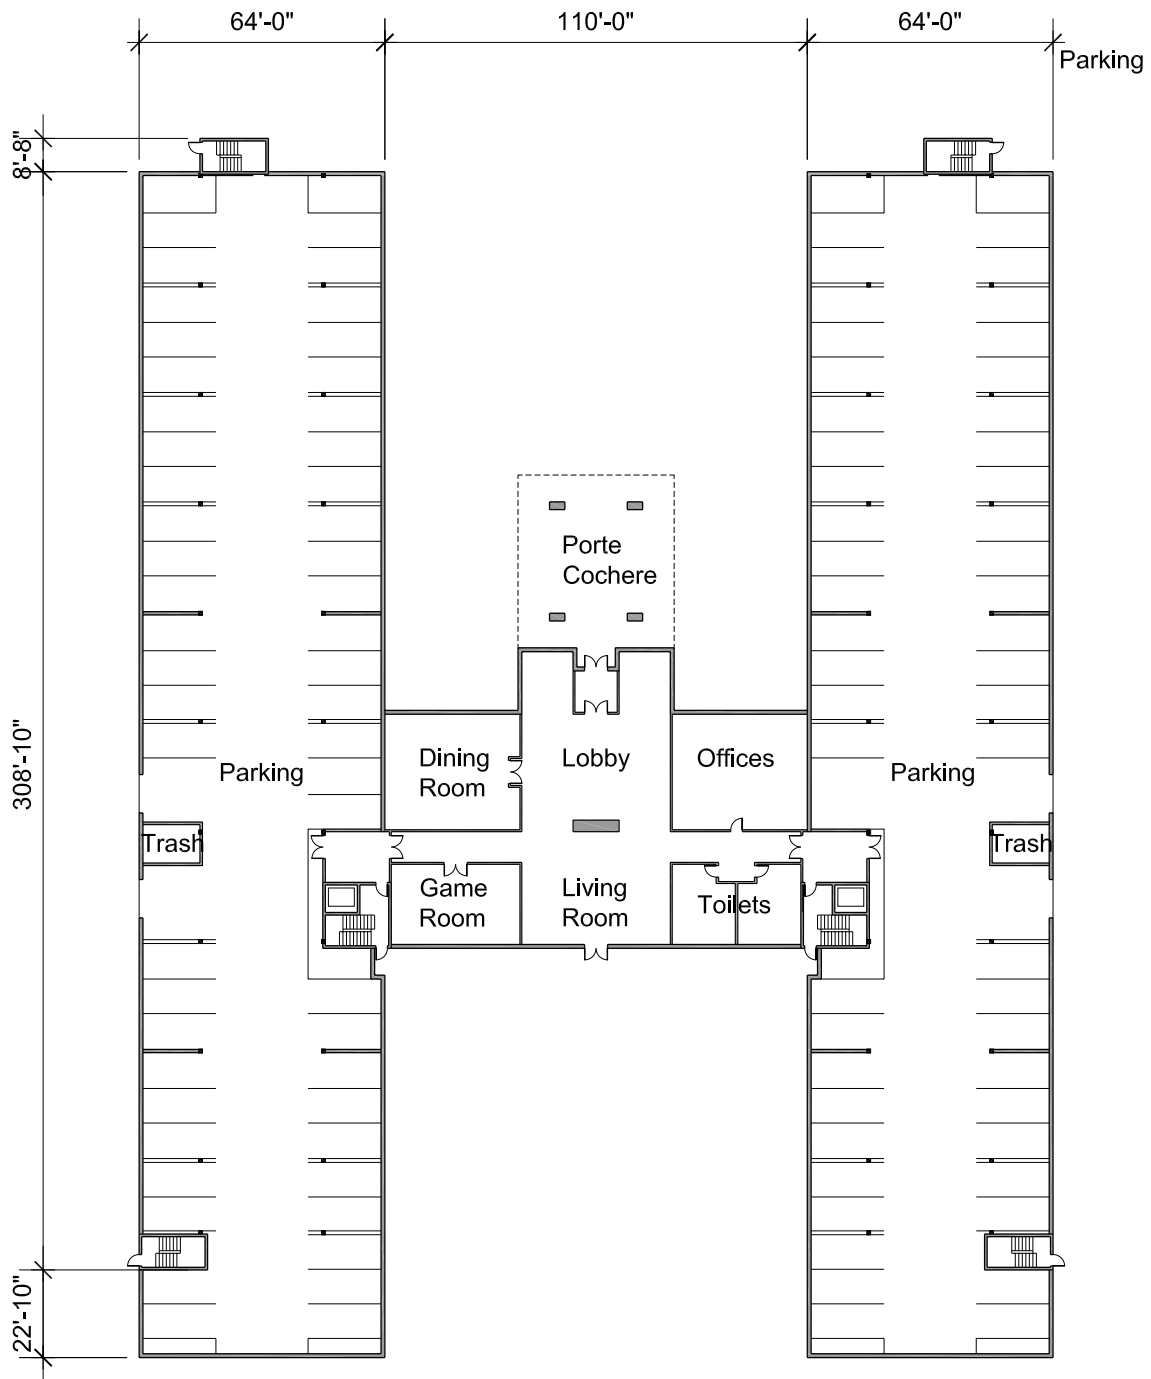 64'-0"
110'-0"
64'-0"
Parking
8'-8"
308'-10"
22'-10"
Porte
Cochere
Dining
Room
Lobby
Offices
Parking
Parking
Trash
Trash
Game
Room
Living
Room
Toilets